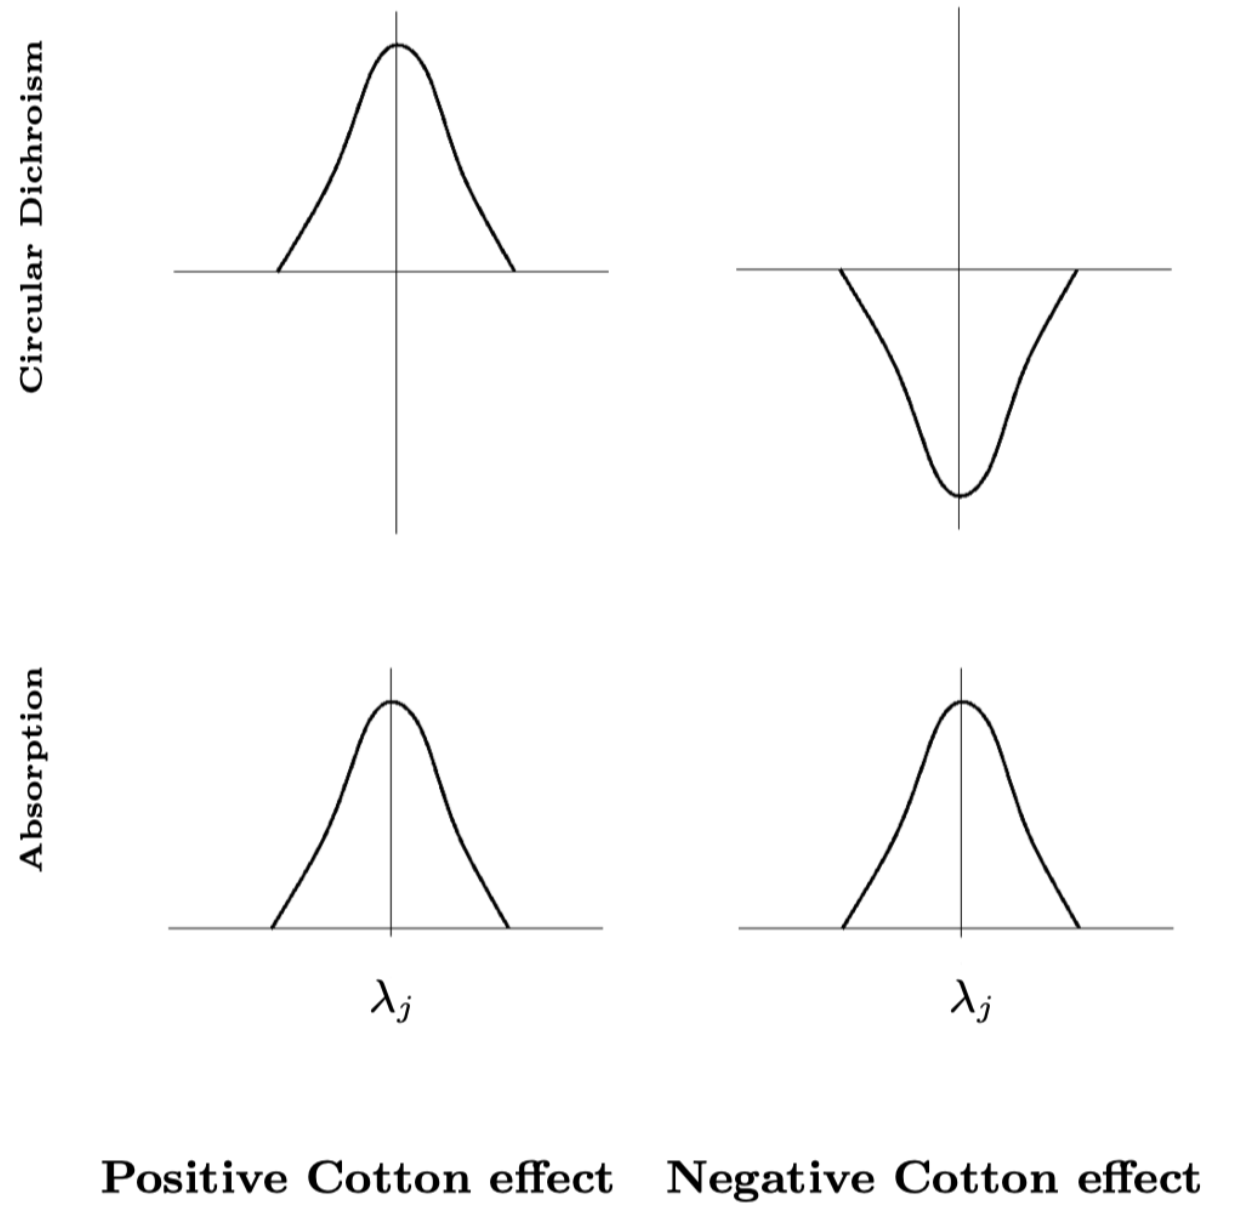 Circular Dichroism
Absorption
λj
λj
Positive Cotton effect
Negative Cotton effect